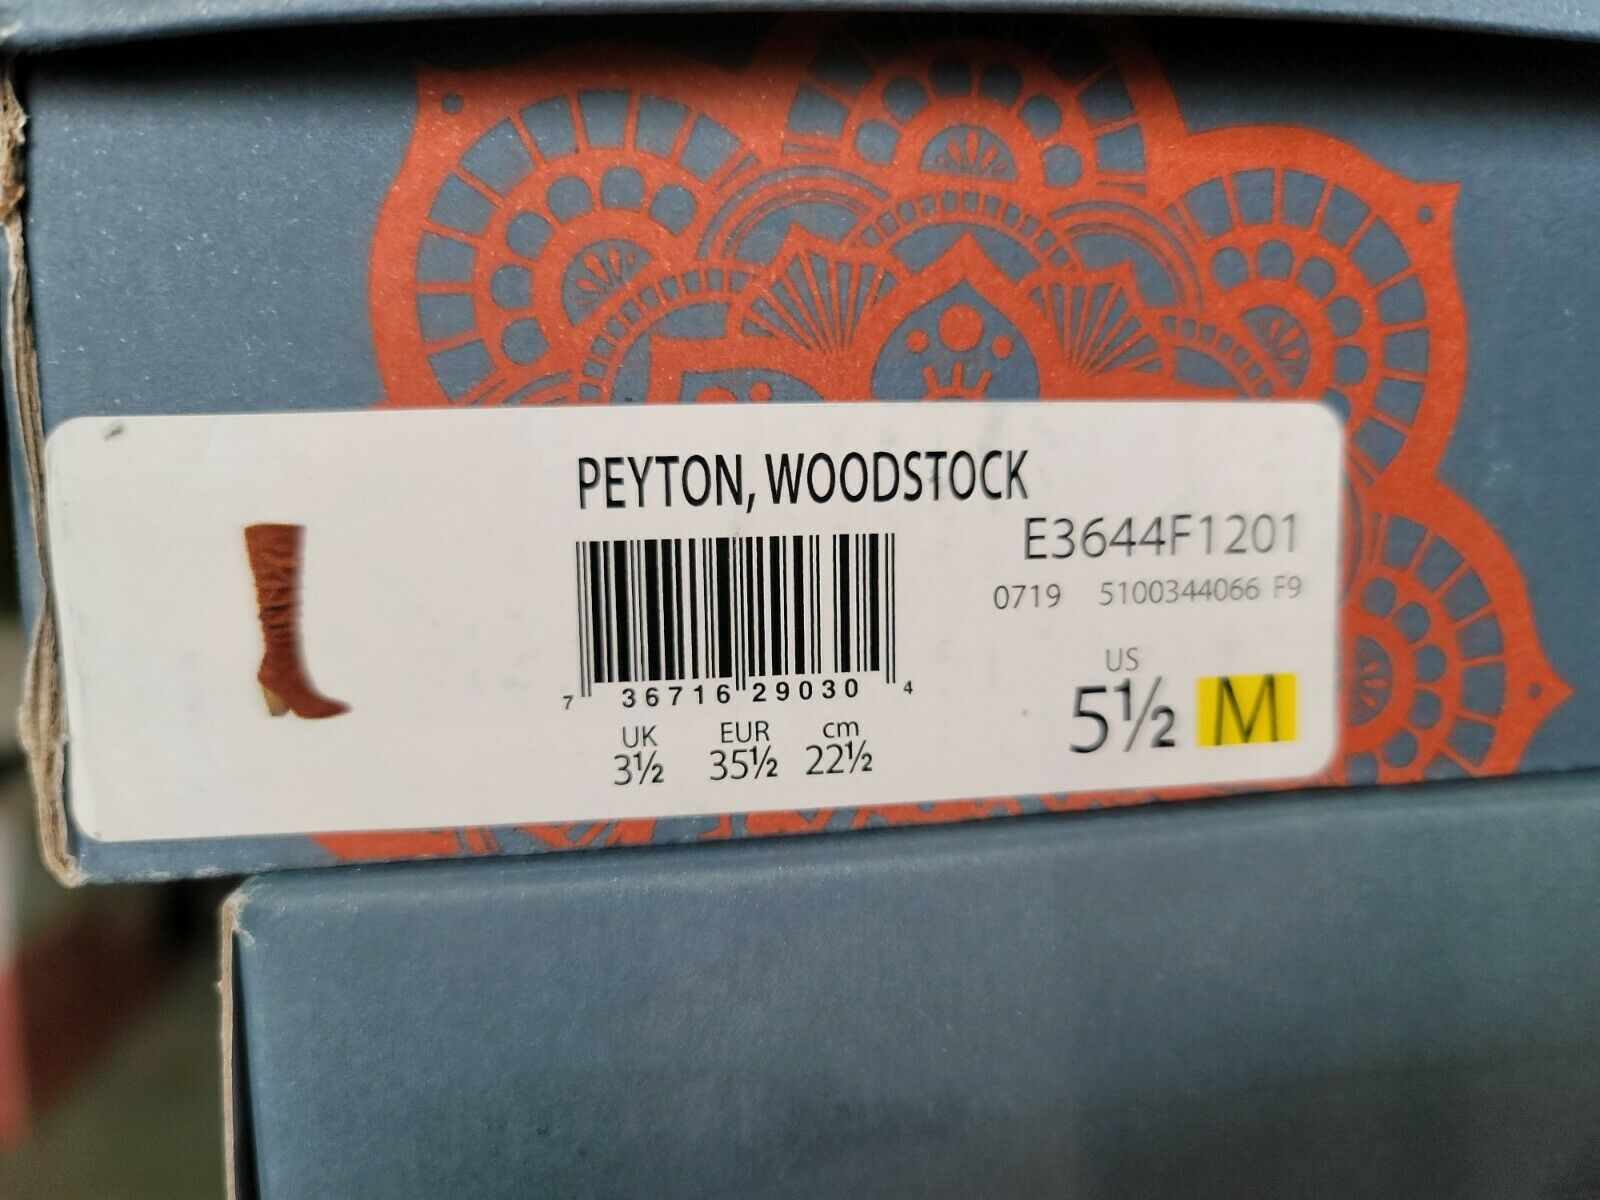 PEYTON, WOODSTOCK
E3644F1201
0719 5100344066 F9
7 36716 29030 4
UK EUR cm
3½ 35½ 22½
US
5½ M